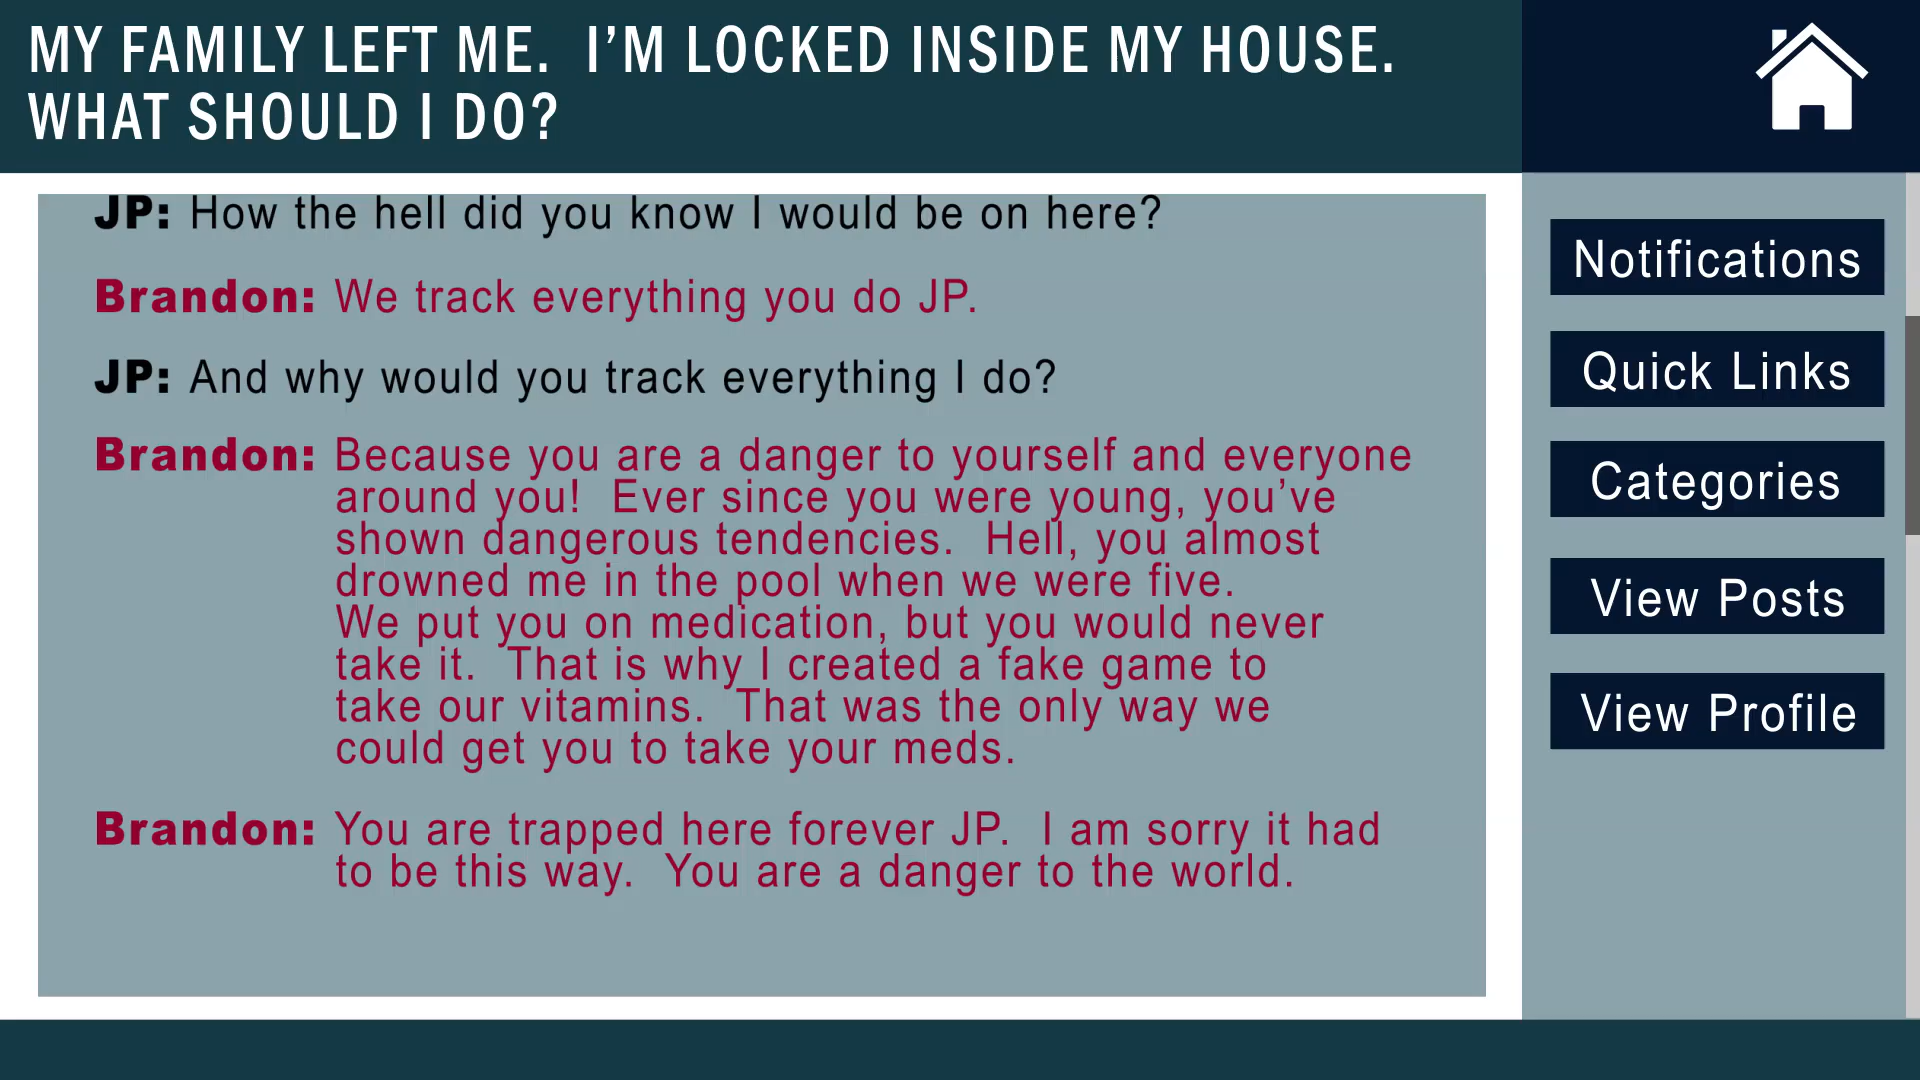 MY FAMILY LEFT ME.  I'M LOCKED INSIDE MY HOUSE.
WHAT SHOULD I DO?
JP: How the hell did you know I would be on here?
Brandon: We track everything you do JP.
JP: And why would you track everything I do?
Brandon: Because you are a danger to yourself and everyone
around you!  Ever since you were young, you've
shown dangerous tendencies.  Hell, you almost
drowned me in the pool when we were five.
We put you on medication, but you would never
take it.  That is why I created a fake game to
take our vitamins.  That was the only way we
could get you to take your meds.
Brandon: You are trapped here forever JP.  I am sorry it had
to be this way.  You are a danger to the world.
Notifications
Quick Links
Categories
View Posts
View Profile